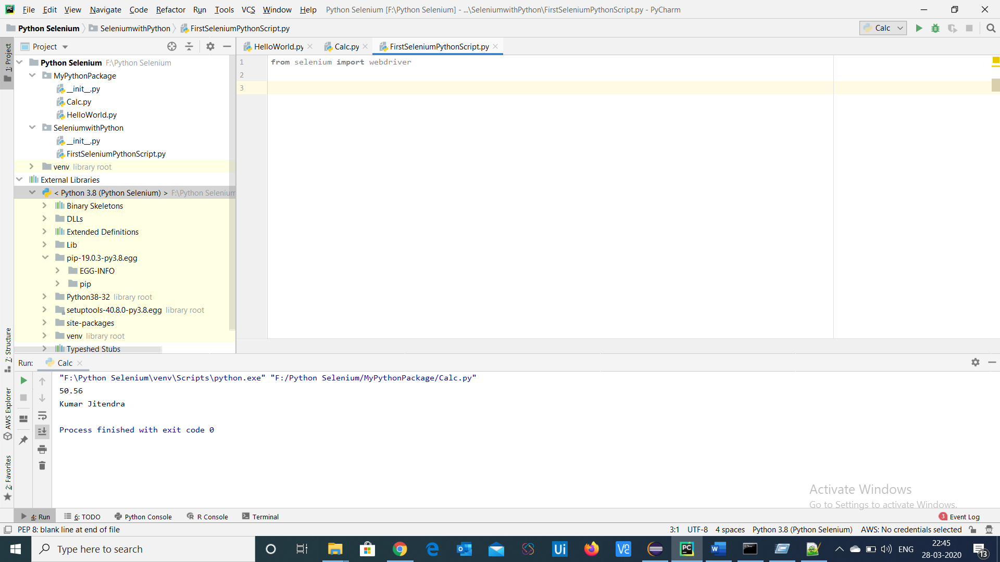 File Edit View Navigate Code Refactor Run Tools VCS Window Help Python Selenium [F:\Python Selenium] - ...\SeleniumwithPython\FirstSeleniumPythonScript.py - PyCharm
Python Selenium SeleniumwithPython FirstSeleniumPythonScript.py Calc
1: Project
Project
HelloWorld.py Calc.py FirstSeleniumPythonScript.py
Python Selenium F:\Python Selenium
MyPythonPackage
__init__.py
Calc.py
HelloWorld.py
SeleniumwithPython
__init__.py
FirstSeleniumPythonScript.py
venv library root
External Libraries
< Python 3.8 (Python Selenium) > F:\Python Selenium
Binary Skeletons
DLLs
Extended Definitions
Lib
pip-19.0.3-py3.8.egg
EGG-INFO
pip
Python38-32 library root
setuptools-40.8.0-py3.8.egg library root
site-packages
venv library root
Typeshed Stubs
1 from selenium import webdriver
2
3
7: Structure
AWS Explorer
2: Favorites
Run: Calc
"F:\Python Selenium\venv\Scripts\python.exe" "F:/Python Selenium/MyPythonPackage/Calc.py"
50.56
Kumar Jitendra
Process finished with exit code 0
Activate Windows
Go to Settings to activate Windows.
4: Run 6: TODO Python Console R Console Terminal 3 Event Log
PEP 8: blank line at end of file 3:1 UTF-8 4 spaces Python 3.8 (Python Selenium) AWS: No credentials selected
Type here to search
ENG
22:45
28-03-2020
13